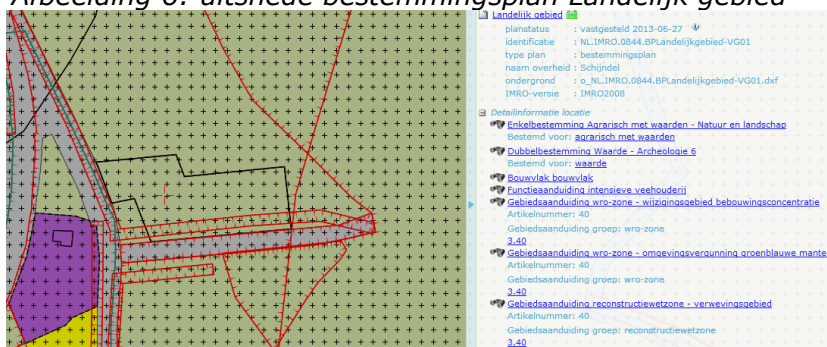 Afbeelding 6: uitsnede bestemmingsplan Landelijk gebied
Landelijk gebied
planstatus : vastgesteld 2013-06-27
identificatie : NL.IMRO.0844.BPLandelijkgebied-VG01
type plan : bestemmingsplan
naam overheid : Schijndel
ondergrond : o_NL.IMRO.0844.BPLandelijkgebied-VG01.dxf
IMRO-versie : IMRO2008
Detailinformatie locatie
Enkelbestemming Agrarisch met waarden - Natuur en landschap
Bestemd voor: agrarisch met waarden
Dubbelbestemming Waarde - Archeologie 6
Bestemd voor: waarde
Bouwvlak bouwvlak
Functieaanduiding intensieve veehouderij
Gebiedsaanduiding wro-zone - wijzigingsgebied bebouwingsconcentratie
Artikelnummer: 40
Gebiedsaanduiding groep: wro-zone
3.40
Gebiedsaanduiding wro-zone - omgevingsvergunning groenblauwe mante
Artikelnummer: 40
Gebiedsaanduiding groep: wro-zone
3.40
Gebiedsaanduiding reconstructiewetzone - verwevingsgebied
Gebiedsaanduiding groep: reconstructiewetzone
3.40